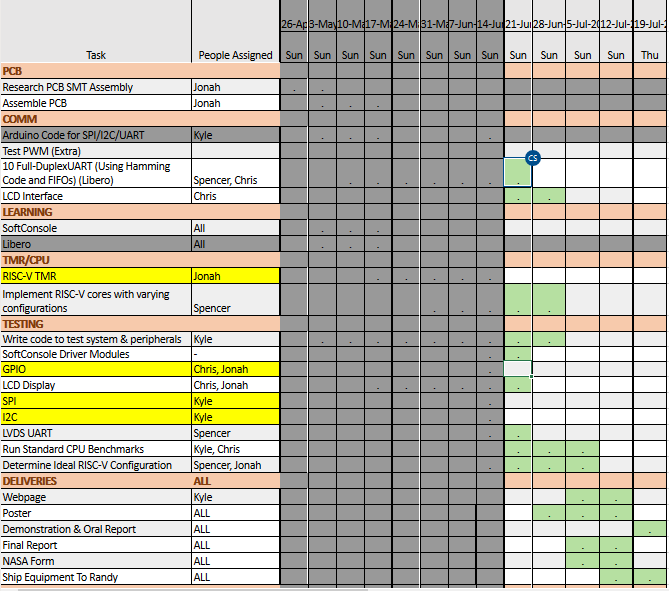 26-Ap 3-May 10-Ma 17-Ma 24-Ma 31-Ma 7-Jun- 14-Jun 21-Jun 28-Jun- 5-Jul-20 12-Jul- 19-Jul-2
Task People Assigned Sun Sun Sun Sun Sun Sun Sun Sun Sun Sun Sun Sun Thu
PCB
Research PCB SMT Assembly Jonah
Assemble PCB Jonah
COMM
Arduino Code for SPI/I2C/UART Kyle
Test PWM (Extra)
CS
10 Full-DuplexUART (Using Hamming
Code and FIFOs) (Libero) Spencer, Chris
LCD Interface Chris
LEARNING
SoftConsole All
Libero All
TMR/CPU
RISC-V TMR Jonah
Implement RISC-V cores with varying
configurations Spencer
TESTING
Write code to test system & peripherals Kyle
SoftConsole Driver Modules -
GPIO Chris, Jonah
LCD Display Chris, Jonah
SPI Kyle
I2C Kyle
LVDS UART Spencer
Run Standard CPU Benchmarks Kyle, Chris
Determine Ideal RISC-V Configuration Spencer, Jonah
DELIVERIES ALL
Webpage Kyle
Poster ALL
Demonstration & Oral Report ALL
Final Report ALL
NASA Form ALL
Ship Equipment To Randy ALL